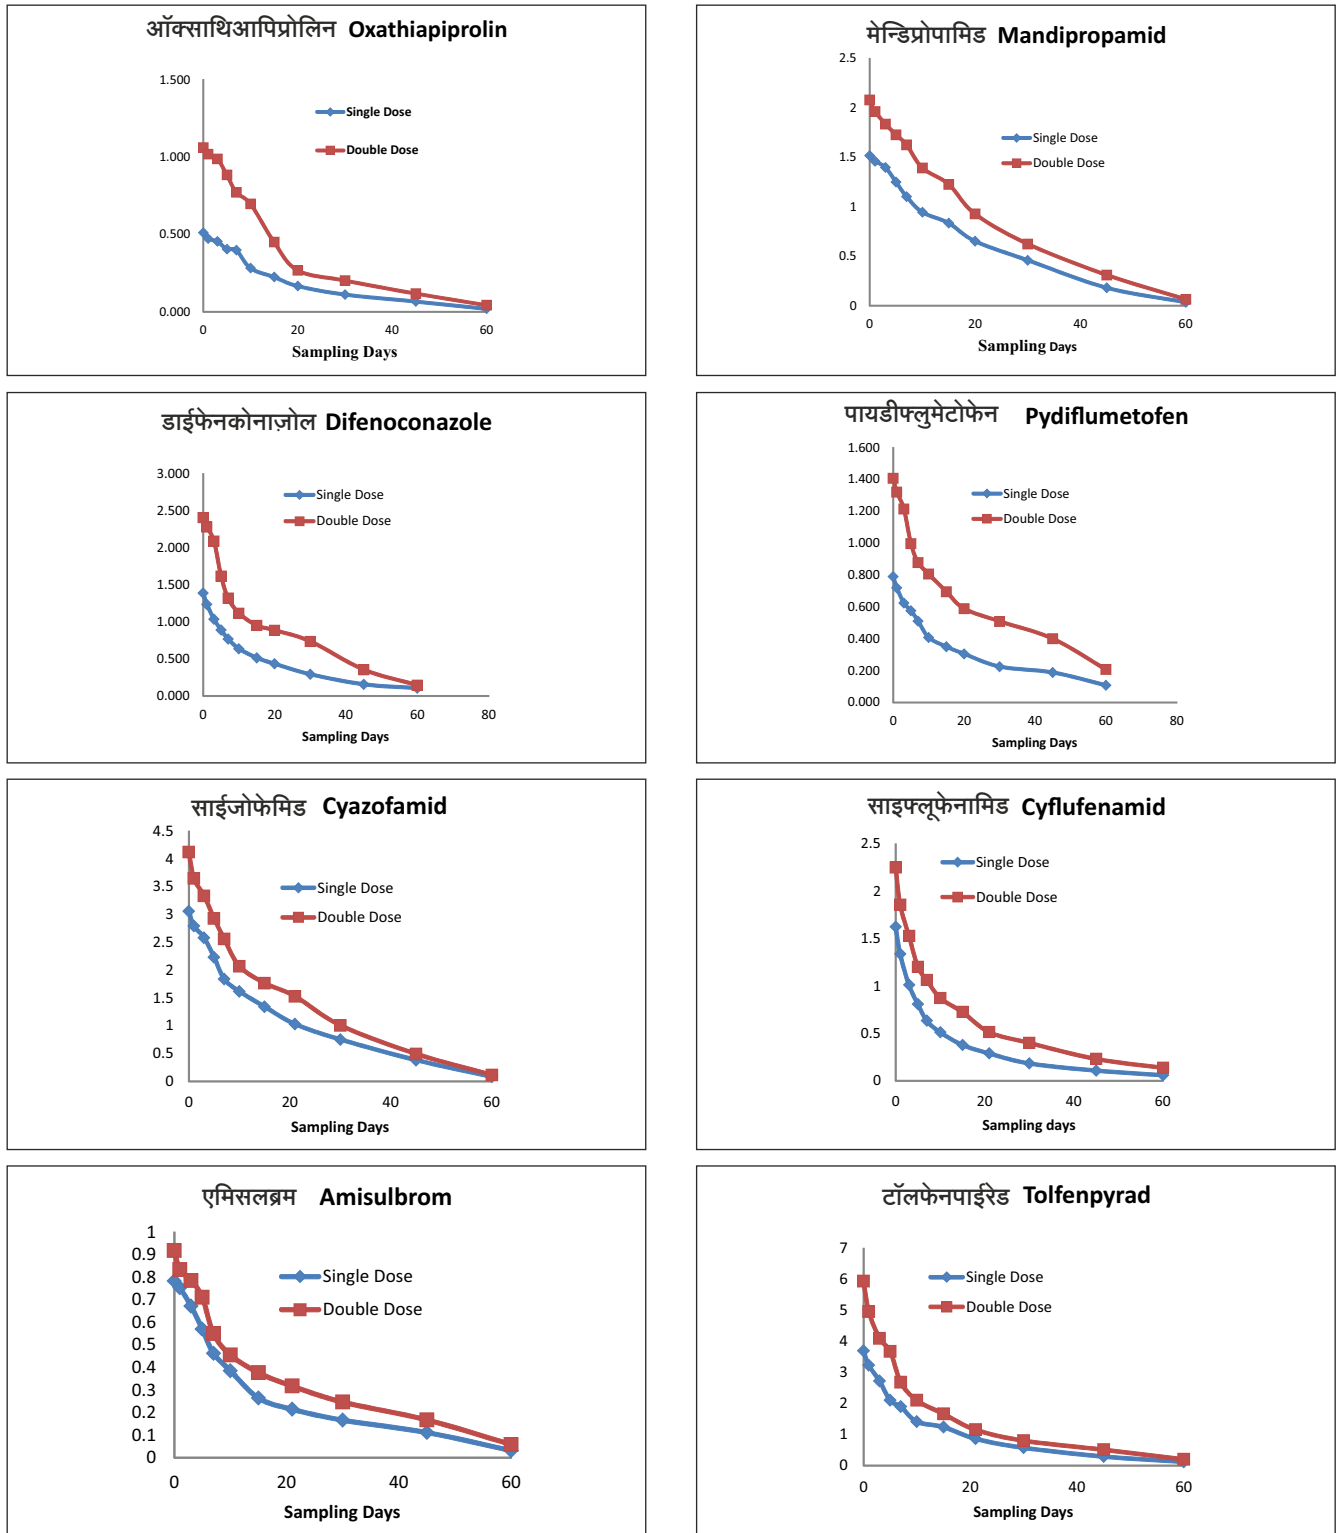 ऑक्साथिआपिप्रोलिन Oxathiapiprolin
1.500
1.000
0.500
0.000
Single Dose
Double Dose
0 20 40 60
Sampling Days
मेन्डिप्रोपामिड Mandipropamid
2.5
2
1.5
1
0.5
0
Single Dose
Double Dose
0 20 40 60
Sampling Days
डाईफेनकोनाज़ोल Difenoconazole
3.000
2.500
2.000
1.500
1.000
0.500
0.000
Single Dose
Double Dose
0 20 40 60 80
Sampling Days
पायडीफ्लुमेटोफेन Pydiflumetofen
1.600
1.400
1.200
1.000
0.800
0.600
0.400
0.200
0.000
Single Dose
Double Dose
0 20 40 60 80
Sampling Days
साईजोफेमिड Cyazofamid
4.5
4
3.5
3
2.5
2
1.5
1
0.5
0
Single Dose
Double Dose
0 20 40 60
Sampling Days
साइफ्लूफेनामिड Cyflufenamid
2.5
2
1.5
1
0.5
0
Single Dose
Double Dose
0 20 40 60
Sampling days
एमिसलब्रम Amisulbrom
1
0.9
0.8
0.7
0.6
0.5
0.4
0.3
0.2
0.1
0
Single Dose
Double Dose
0 20 40 60
Sampling Days
टॉलफेनपाईरेड Tolfenpyrad
7
6
5
4
3
2
1
0
Single Dose
Double Dose
0 20 40 60
Sampling Days